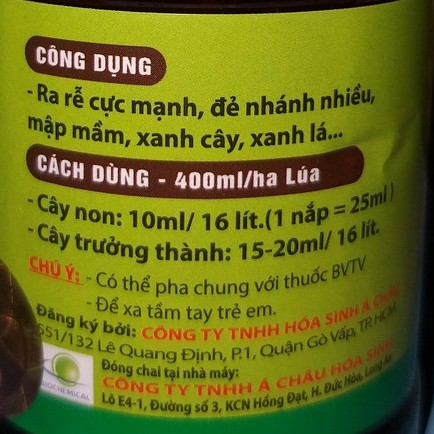 CÔNG DỤNG
- Ra rễ cực mạnh, đẻ nhánh nhiều,
mập mầm, xanh cây, xanh lá...
CÁCH DÙNG - 400ml/ha Lúa
- Cây non: 10ml/ 16 lít.(1 nắp = 25ml)
- Cây trưởng thành: 15-20ml/ 16 lít.
CHÚ Ý: - Có thể pha chung với thuốc BVTV
- Để xa tầm tay trẻ em.
Đăng ký bởi: CÔNG TY TNHH HÓA SINH Á CHÂU
551/132 Lê Quang Định, P.1, Quận Gò Vấp, TP. HCM
Đóng chai tại nhà máy:
CÔNG TY TNHH Á CHÂU HÓA SINH
Lô E4-1, Đường số 3, KCN Hồng Đạt, H. Đức Hòa, Long An
BIOCHEMICAL